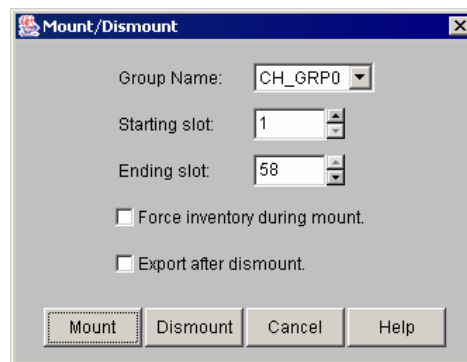 Mount/Dismount
Group Name: CH_GRP0
Starting slot: 1
Ending slot: 58
Force inventory during mount.
Export after dismount.
Mount Dismount Cancel Help